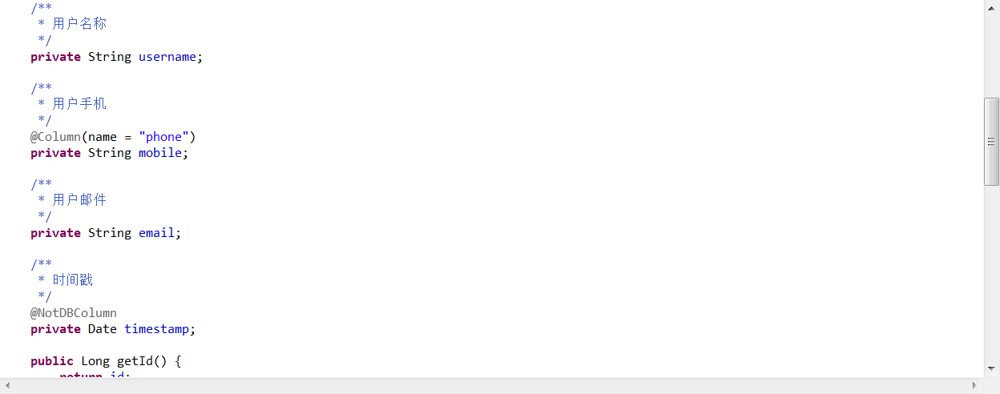 /**
 * 用户名称
 */
private String username;
/**
 * 用户手机
 */
@Column(name = "phone")
private String mobile;
/**
 * 用户邮件
 */
private String email;
/**
 * 时间戳
 */
@NotDBColumn
private Date timestamp;
public Long getId() {
return id;